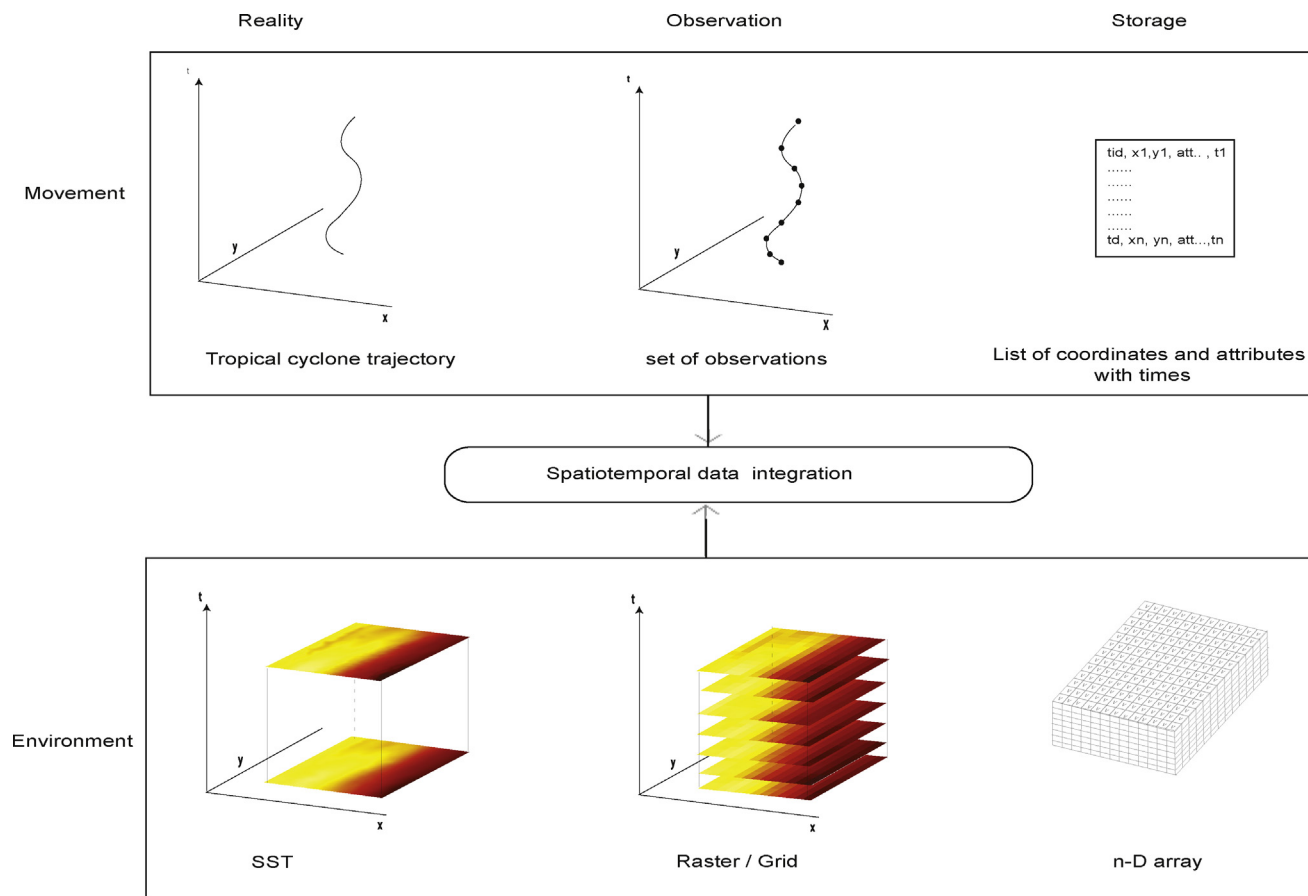 Reality
Observation
Storage
Movement
t
y
x
Tropical cyclone trajectory
t
y
x
set of observations
tid, x1,y1, att.. , t1
......
......
......
......
......
td, xn, yn, att...,tn
List of coordinates and attributes
with times
Spatiotemporal data integration
Environment
t
y
x
SST
t
y
x
Raster / Grid
n-D array